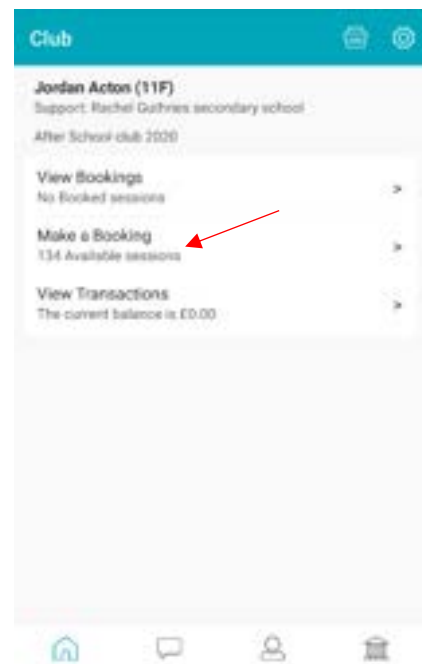 Club
Jordan Acton (11F)
Support: Rachel Guthries secondary school
After School club 2020
View Bookings
No Booked sessions
>
Make a Booking
134 Available sessions
>
View Transactions
The current balance is £0.00
>